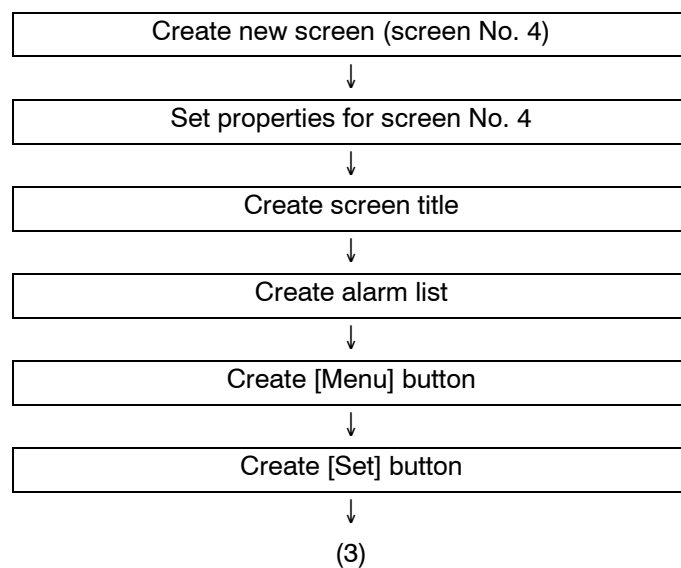 Create new screen (screen No. 4)
↓
Set properties for screen No. 4
↓
Create screen title
↓
Create alarm list
↓
Create [Menu] button
↓
Create [Set] button
↓
(3)